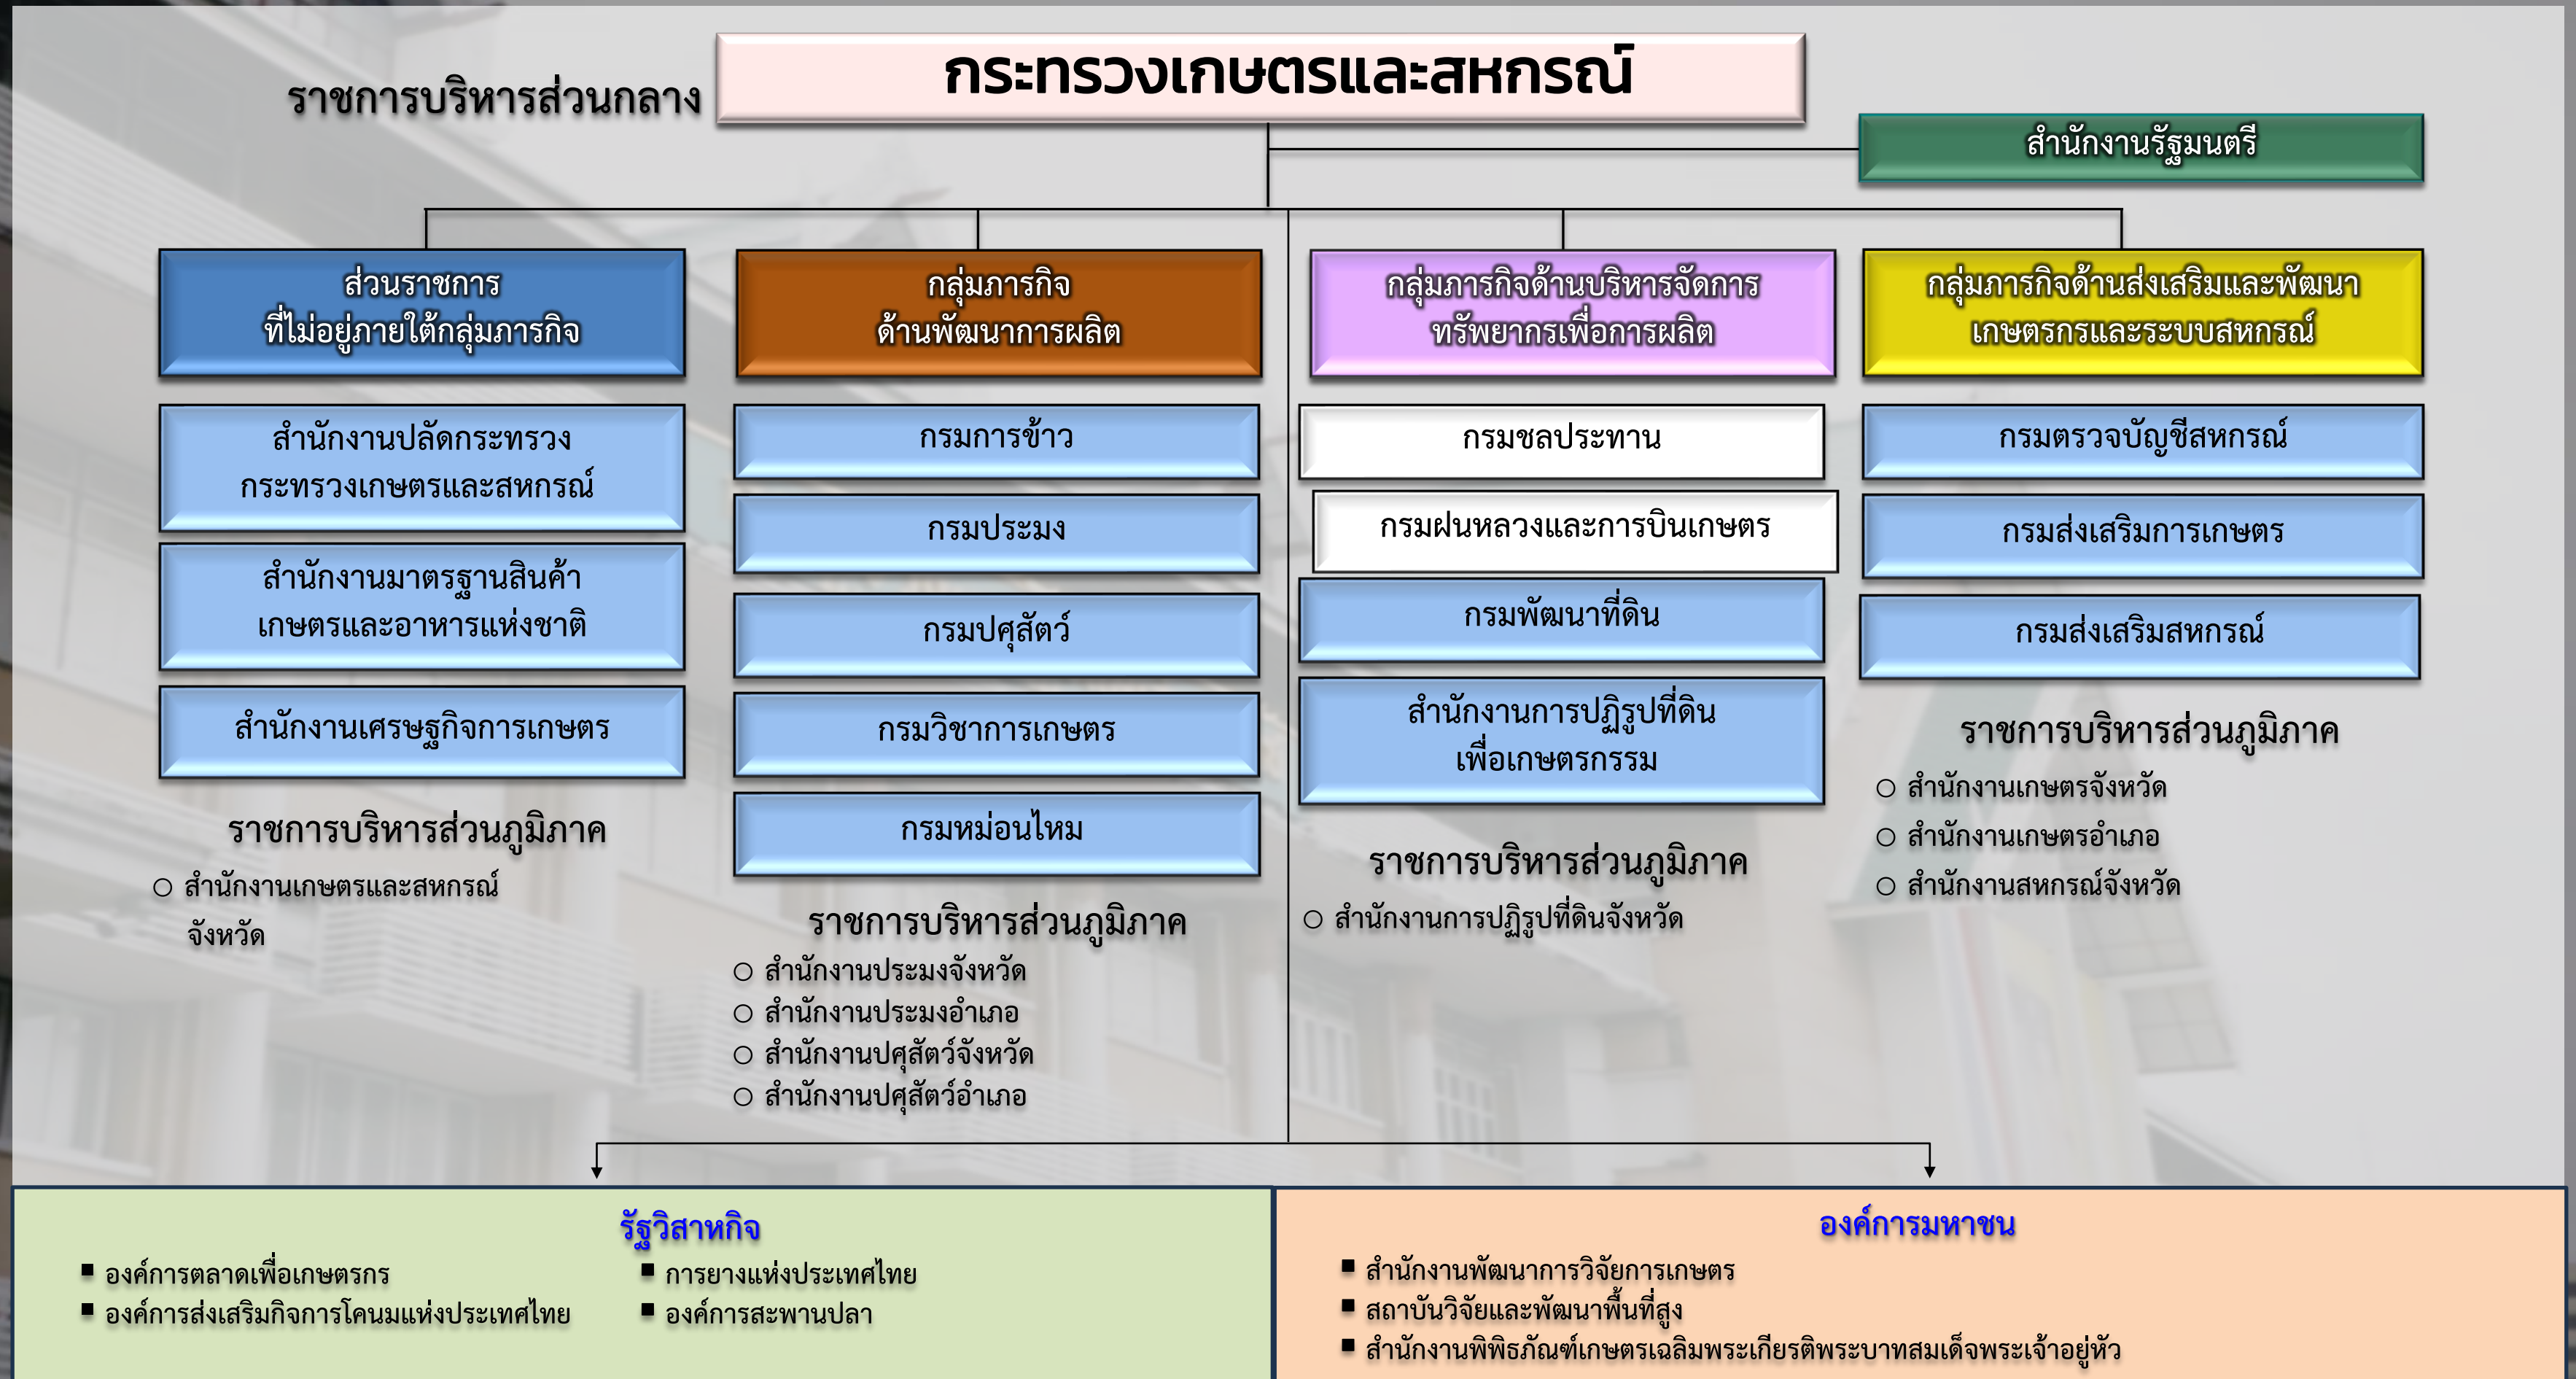 กระทรวงเกษตรและสหกรณ์
ราชการบริหารส่วนกลาง
สำนักงานรัฐมนตรี
ส่วนราชการ
ที่ไม่อยู่ภายใต้กลุ่มภารกิจ
สำนักงานปลัดกระทรวง
กระทรวงเกษตรและสหกรณ์
สำนักงานมาตรฐานสินค้า
เกษตรและอาหารแห่งชาติ
สำนักงานเศรษฐกิจการเกษตร
ราชการบริหารส่วนภูมิภาค
สำนักงานเกษตรและสหกรณ์
จังหวัด
กลุ่มภารกิจ
ด้านพัฒนาการผลิต
กรมการข้าว
กรมประมง
กรมปศุสัตว์
กรมวิชาการเกษตร
กรมหม่อนไหม
ราชการบริหารส่วนภูมิภาค
สำนักงานประมงจังหวัด
สำนักงานประมงอำเภอ
สำนักงานปศุสัตว์จังหวัด
สำนักงานปศุสัตว์อำเภอ
กลุ่มภารกิจด้านบริหารจัดการ
ทรัพยากรเพื่อการผลิต
กรมชลประทาน
กรมฝนหลวงและการบินเกษตร
กรมพัฒนาที่ดิน
สำนักงานการปฏิรูปที่ดิน
เพื่อเกษตรกรรม
ราชการบริหารส่วนภูมิภาค
สำนักงานการปฏิรูปที่ดินจังหวัด
กลุ่มภารกิจด้านส่งเสริมและพัฒนา
เกษตรกรและระบบสหกรณ์
กรมตรวจบัญชีสหกรณ์
กรมส่งเสริมการเกษตร
กรมส่งเสริมสหกรณ์
ราชการบริหารส่วนภูมิภาค
สำนักงานเกษตรจังหวัด
สำนักงานเกษตรอำเภอ
สำนักงานสหกรณ์จังหวัด
รัฐวิสาหกิจ
องค์การตลาดเพื่อเกษตรกร
องค์การส่งเสริมกิจการโคนมแห่งประเทศไทย
การยางแห่งประเทศไทย
องค์การสะพานปลา
องค์การมหาชน
สำนักงานพัฒนาการวิจัยการเกษตร
สถาบันวิจัยและพัฒนาพื้นที่สูง
สำนักงานพิพิธภัณฑ์เกษตรเฉลิมพระเกียรติพระบาทสมเด็จพระเจ้าอยู่หัว